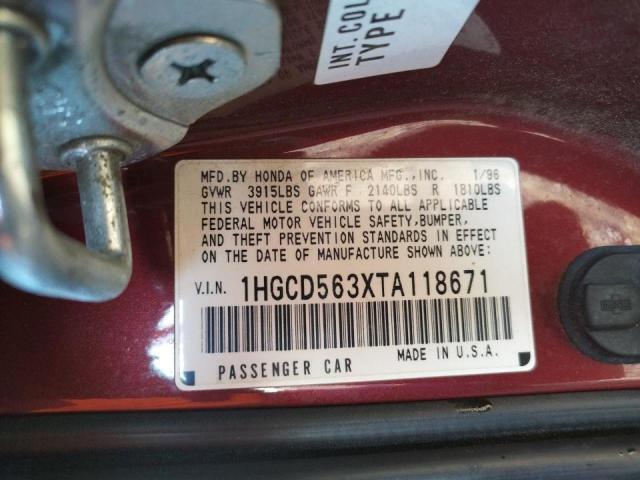 INT. COL
TYPE
MFD.BY HONDA OF AMERICA MFG.,INC. 1/96
GVWR 3915LBS GAWR F 2140LBS R 1810LBS
THIS VEHICLE CONFORMS TO ALL APPLICABLE
FEDERAL MOTOR VEHICLE SAFETY,BUMPER,
AND THEFT PREVENTION STANDARDS IN EFFECT
ON THE DATE OF MANUFACTURE SHOWN ABOVE:
V.I.N. 1HGCD563XTA118671
PASSENGER CAR MADE IN U.S.A.